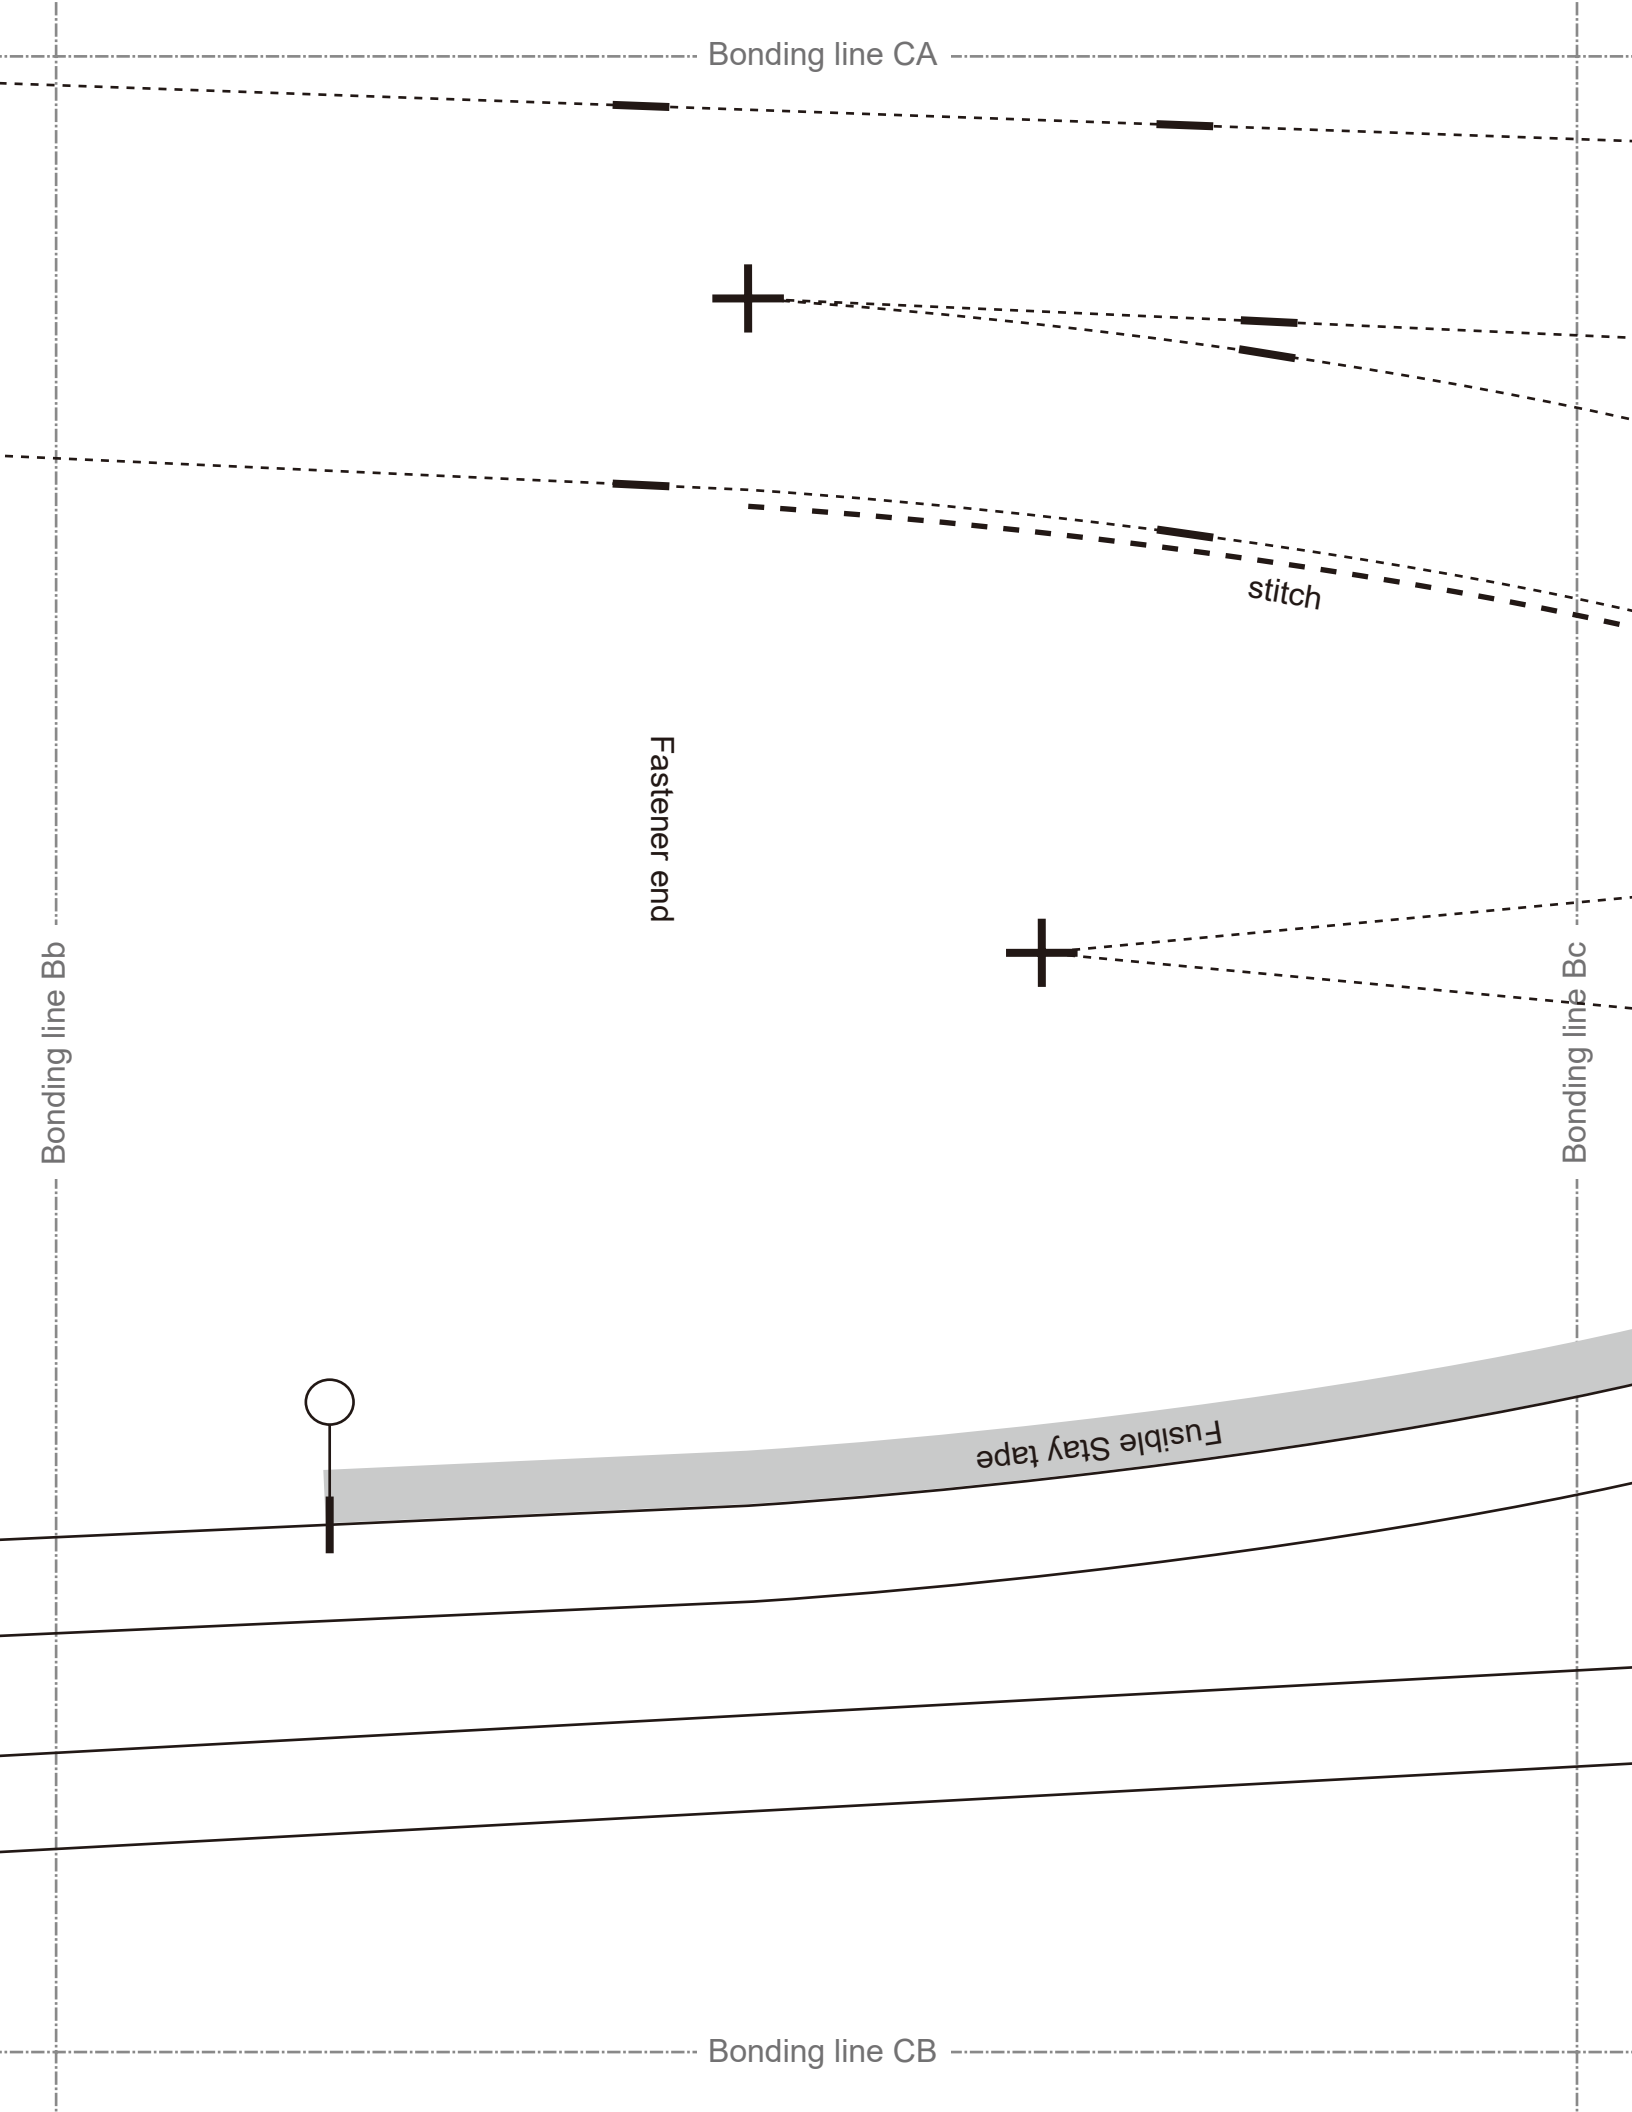 Bonding line CA
stitch
Fastener end
Bonding line Bb
Bonding line Bc
Fusible Stay tape
Bonding line CB